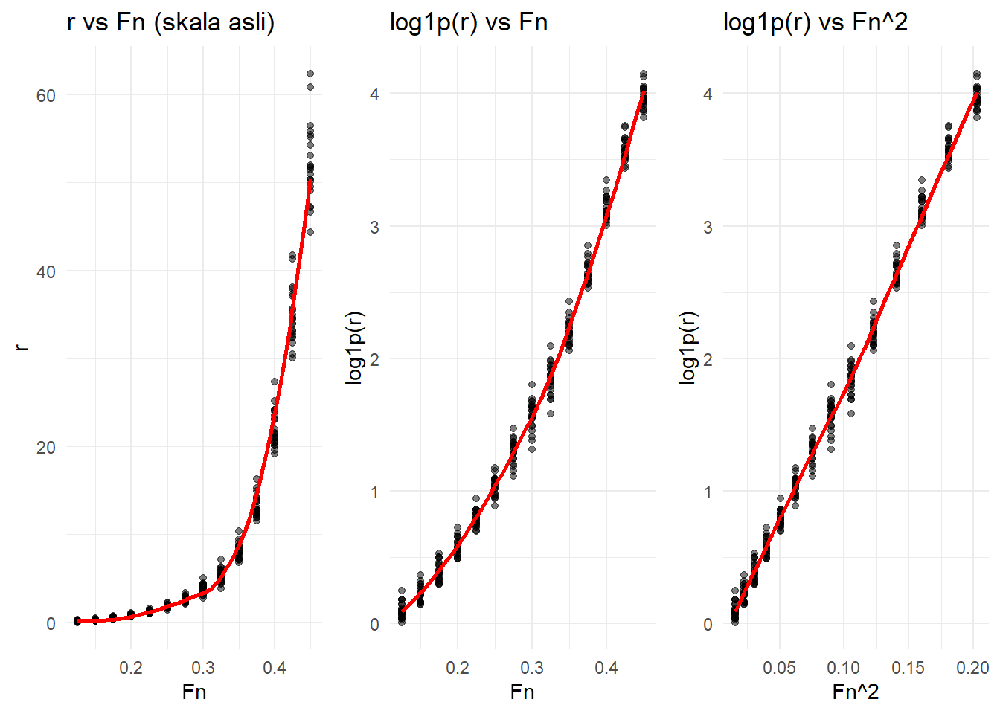 r vs Fn (skala asli)
60
40
20
0
r
0.2 0.3 0.4
Fn
log1p(r) vs Fn
4
3
2
1
0
log1p(r)
0.2 0.3 0.4
Fn
log1p(r) vs Fn^2
4
3
2
1
0
log1p(r)
0.05 0.10 0.15 0.20
Fn^2